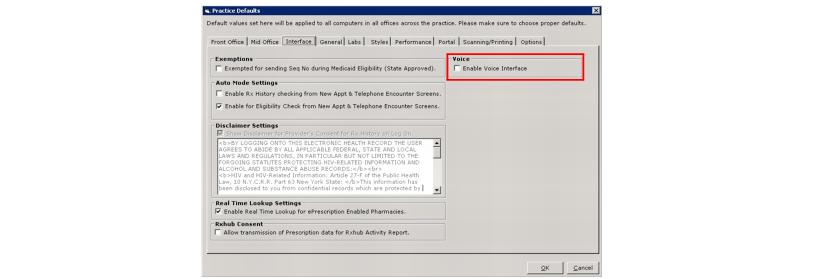 Practice Defaults
Default values set here will be applied to all computers in all offices across the practice. Please make sure to choose proper defaults.
Front Office Mid Office Interface General Labs Styles Performance Portal Scanning/Printing Options
Exemptions
Exempted for sending Seq No during Medicaid Eligibility (State Approved).
Voice
Enable Voice Interface
Auto Mode Settings
Enable Rx History checking from New Appt & Telephone Encounter Screens.
Enable for Eligibility Check from New Appt & Telephone Encounter Screens.
Disclaimer Settings
Show Disclaimer for Provider's Consent for Rx History on Log On.
<b>BY LOGGING ONTO THIS ELECTRONIC HEALTH RECORD THE USER
AGREES TO ABIDE BY ALL APPLICABLE FEDERAL, STATE AND LOCAL
LAWS AND REGULATIONS, IN PARTICULAR BUT NOT LIMITED TO THE
FORGOING STATUTES PROTECTING HIV-RELATED INFORMATION AND
ALCOHOL AND SUBSTANCE ABUSE RECORDS:</b><br>
<b>HIV and HIV-Related Information: Article 27-F of the Public Health
Law, 10 N.Y.C.R.R. Part 63 New York State: </b>This information has
been disclosed to you from confidential records which are protected by
Real Time Lookup Settings
Enable Real Time Lookup for ePrescription Enabled Pharmacies.
Rxhub Consent
Allow transmission of Prescription data for Rxhub Activity Report.
OK Cancel